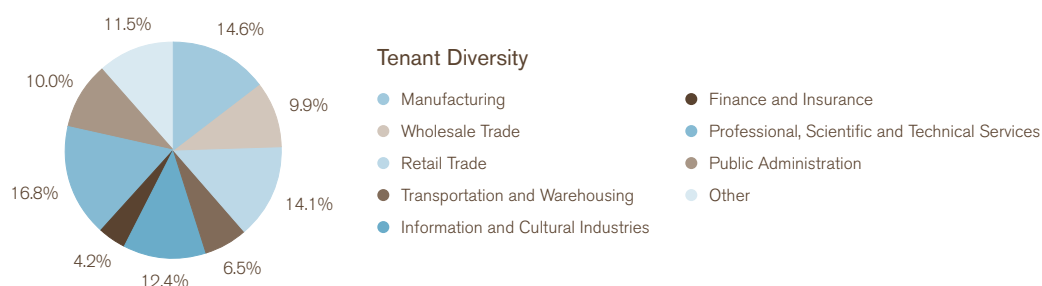 11.5%
14.6%
10.0%
9.9%
16.8%
14.1%
4.2%
12.4%
6.5%
Tenant Diversity
Manufacturing
Wholesale Trade
Retail Trade
Transportation and Warehousing
Information and Cultural Industries
Finance and Insurance
Professional, Scientific and Technical Services
Public Administration
Other